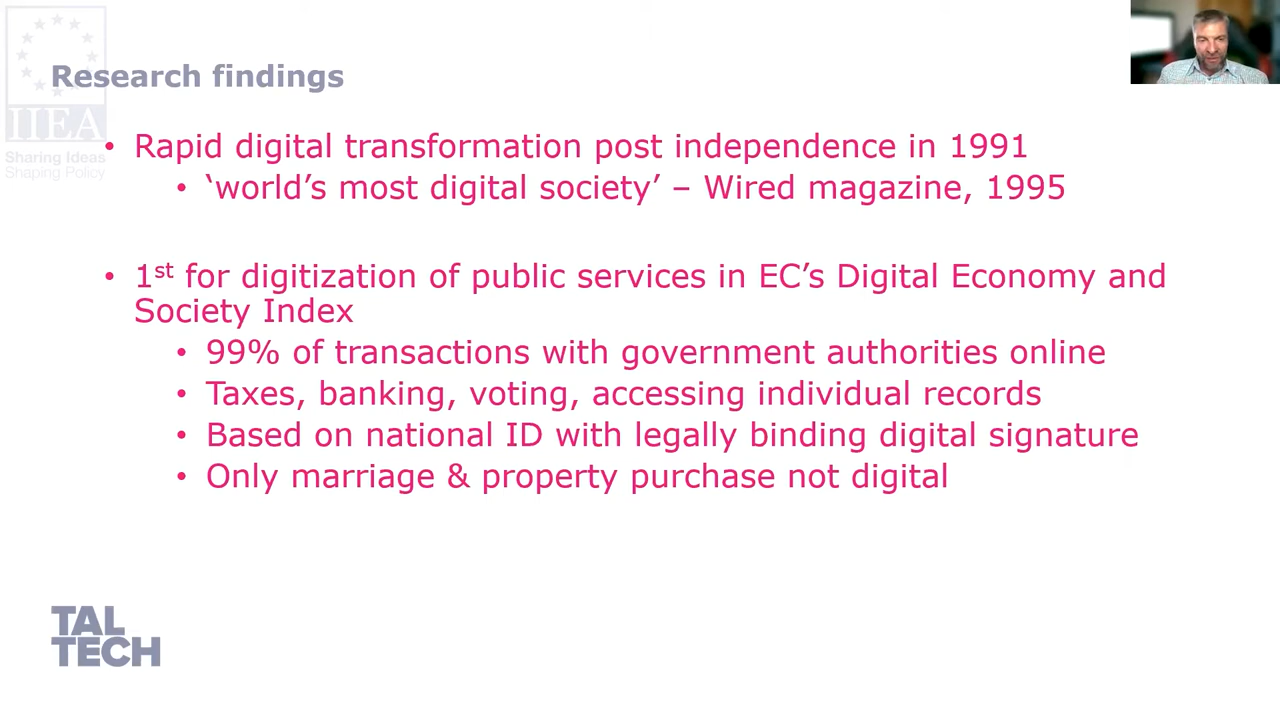 Research findings
IIEA
Sharing Ideas
Shaping Policy
• Rapid digital transformation post independence in 1991
• ‘world’s most digital society’ – Wired magazine, 1995
• 1st for digitization of public services in EC’s Digital Economy and
Society Index
• 99% of transactions with government authorities online
• Taxes, banking, voting, accessing individual records
• Based on national ID with legally binding digital signature
• Only marriage & property purchase not digital
TAL
TECH